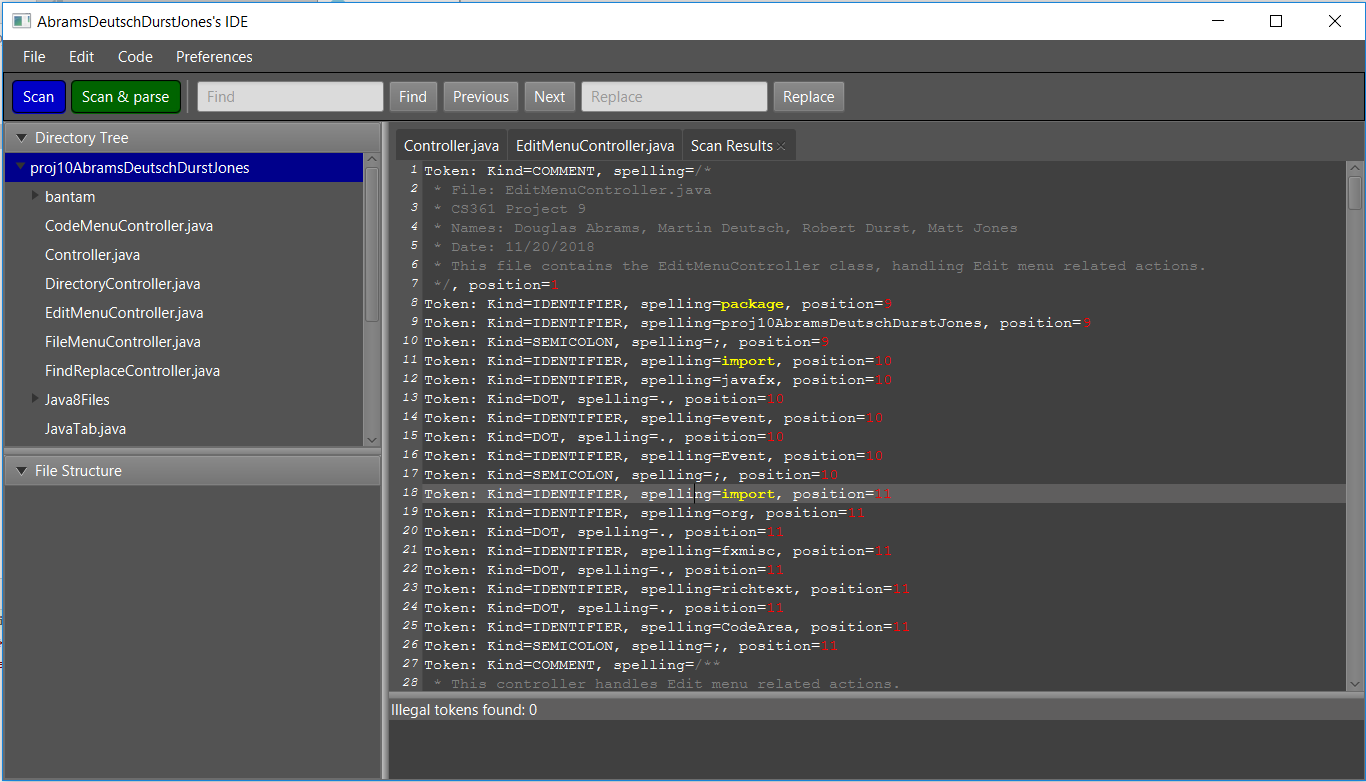 AbramsDeutschDurstJones's IDE
File Edit Code Preferences
Scan Scan & parse Find Find Previous Next Replace Replace
Directory Tree
proj10AbramsDeutschDurstJones
bantam
CodeMenuController.java
Controller.java
DirectoryController.java
EditMenuController.java
FileMenuController.java
FindReplaceController.java
Java8Files
JavaTab.java
File Structure
Controller.java EditMenuController.java Scan Results
1 Token: Kind=COMMENT, spelling=/*
2 * File: EditMenuController.java
3 * CS361 Project 9
4 * Names: Douglas Abrams, Martin Deutsch, Robert Durst, Matt Jones
5 * Date: 11/20/2018
6 * This file contains the EditMenuController class, handling Edit menu related actions.
7 */, position=1
8 Token: Kind=IDENTIFIER, spelling=package, position=9
9 Token: Kind=IDENTIFIER, spelling=proj10AbramsDeutschDurstJones, position=9
10 Token: Kind=SEMICOLON, spelling=;, position=9
11 Token: Kind=IDENTIFIER, spelling=import, position=10
12 Token: Kind=IDENTIFIER, spelling=javafx, position=10
13 Token: Kind=DOT, spelling=., position=10
14 Token: Kind=IDENTIFIER, spelling=event, position=10
15 Token: Kind=DOT, spelling=., position=10
16 Token: Kind=IDENTIFIER, spelling=Event, position=10
17 Token: Kind=SEMICOLON, spelling=;, position=10
18 Token: Kind=IDENTIFIER, spelling=import, position=11
19 Token: Kind=IDENTIFIER, spelling=org, position=11
20 Token: Kind=DOT, spelling=., position=11
21 Token: Kind=IDENTIFIER, spelling=fxmisc, position=11
22 Token: Kind=DOT, spelling=., position=11
23 Token: Kind=IDENTIFIER, spelling=richtext, position=11
24 Token: Kind=DOT, spelling=., position=11
25 Token: Kind=IDENTIFIER, spelling=CodeArea, position=11
26 Token: Kind=SEMICOLON, spelling=;, position=11
27 Token: Kind=COMMENT, spelling=/**
28 * This controller handles Edit menu related actions.
Illegal tokens found: 0